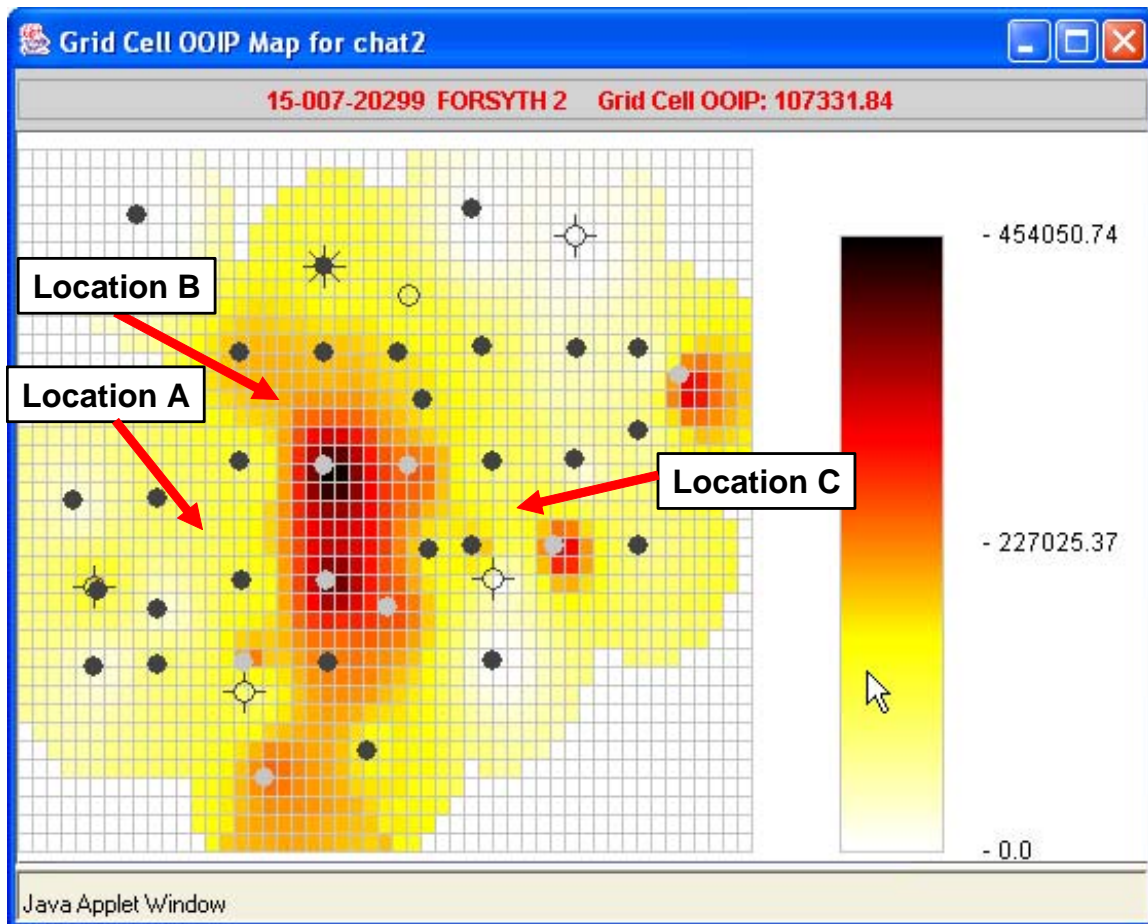 Grid Cell OOIP Map for chat2
15-007-20299 FORSYTH 2 Grid Cell OOIP: 107331.84
- 454050.74
Location B
Location A
Location C
- 227025.37
- 0.0
Java Applet Window